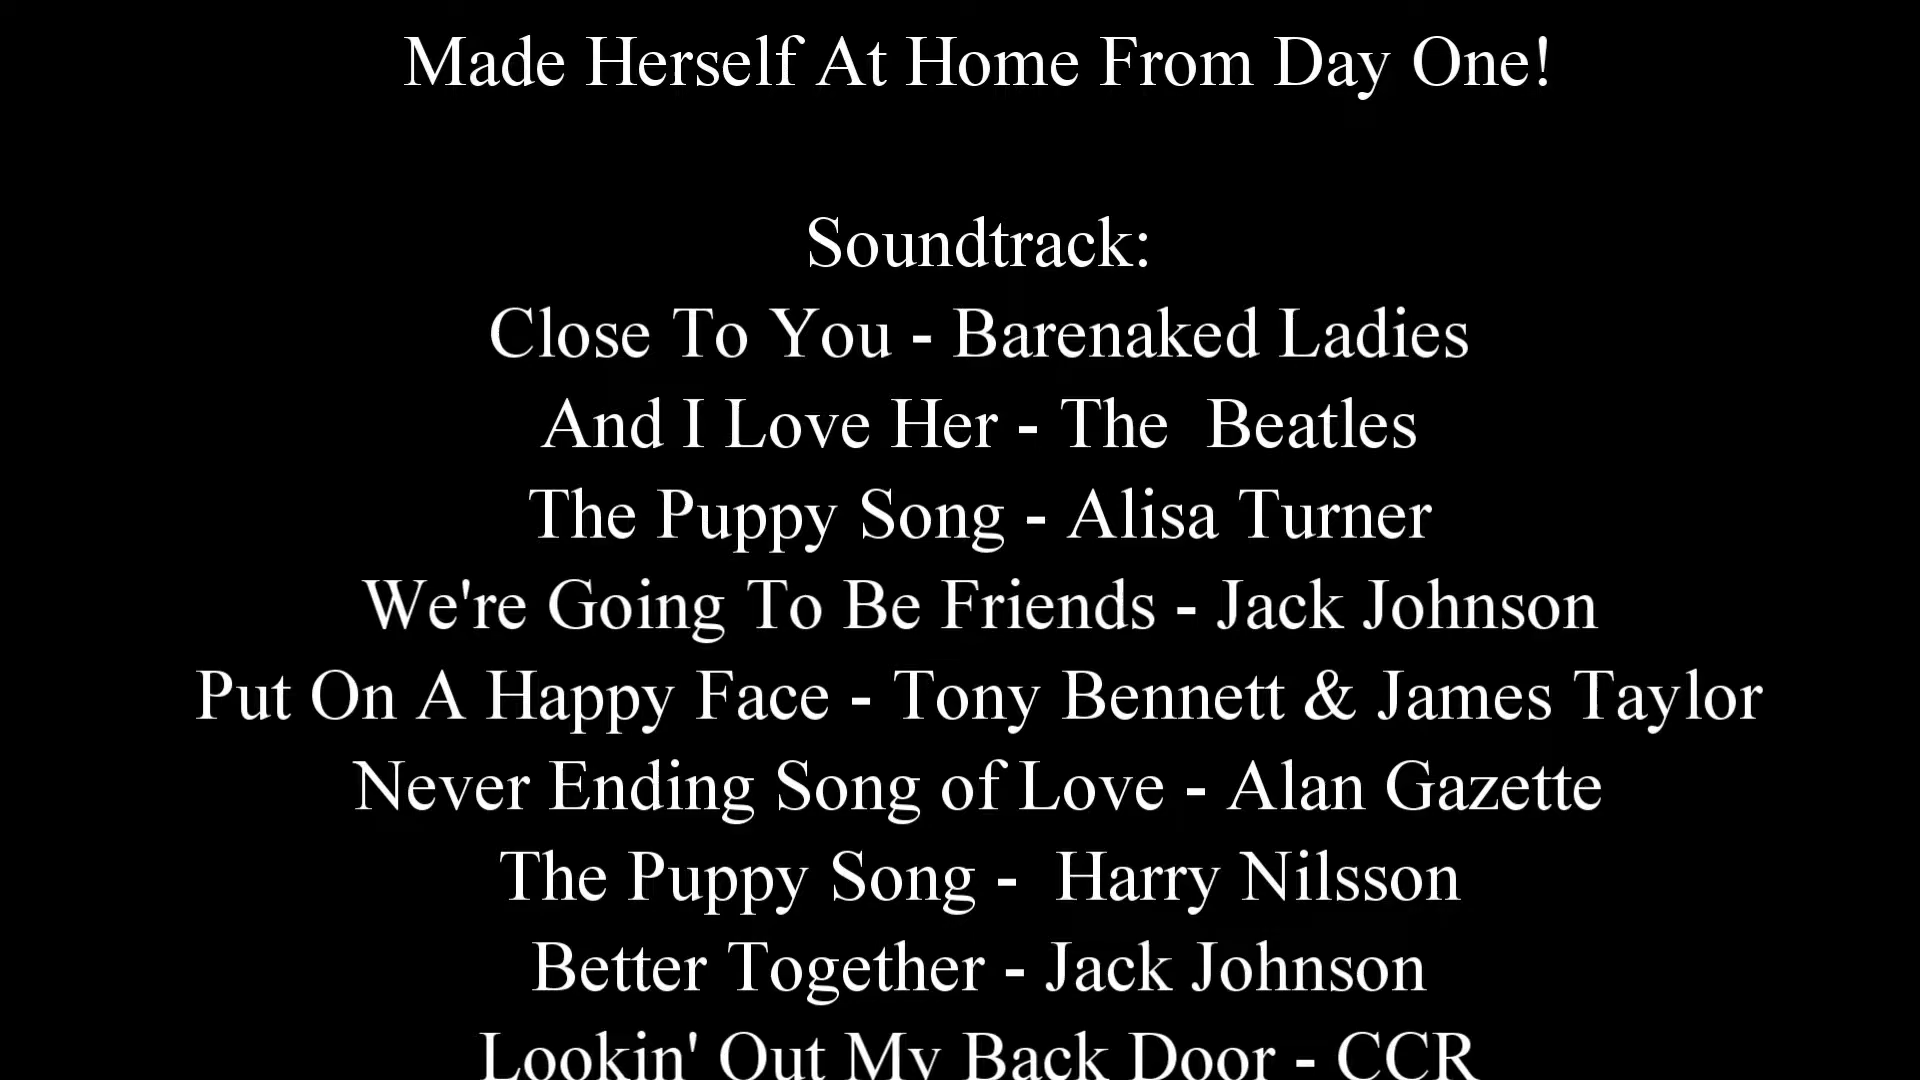 Made Herself At Home From Day One!
Soundtrack:
Close To You - Barenaked Ladies
And I Love Her - The  Beatles
The Puppy Song - Alisa Turner
We're Going To Be Friends - Jack Johnson
Put On A Happy Face - Tony Bennett & James Taylor
Never Ending Song of Love - Alan Gazette
The Puppy Song -  Harry Nilsson
Better Together - Jack Johnson
Lookin' Out My Back Door - CCR